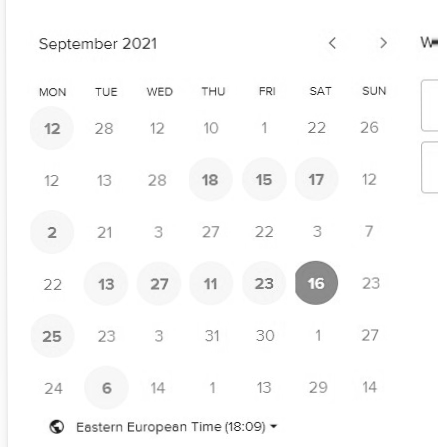 September 2021
MON TUE WED THU FRI SAT SUN
12 28 12 10 1 22 26
12 13 28 18 15 17 12
2 21 3 27 22 3 7
22 13 27 11 23 16 23
25 23 3 31 30 1 27
24 6 14 1 13 29 14
Eastern European Time (18:09)